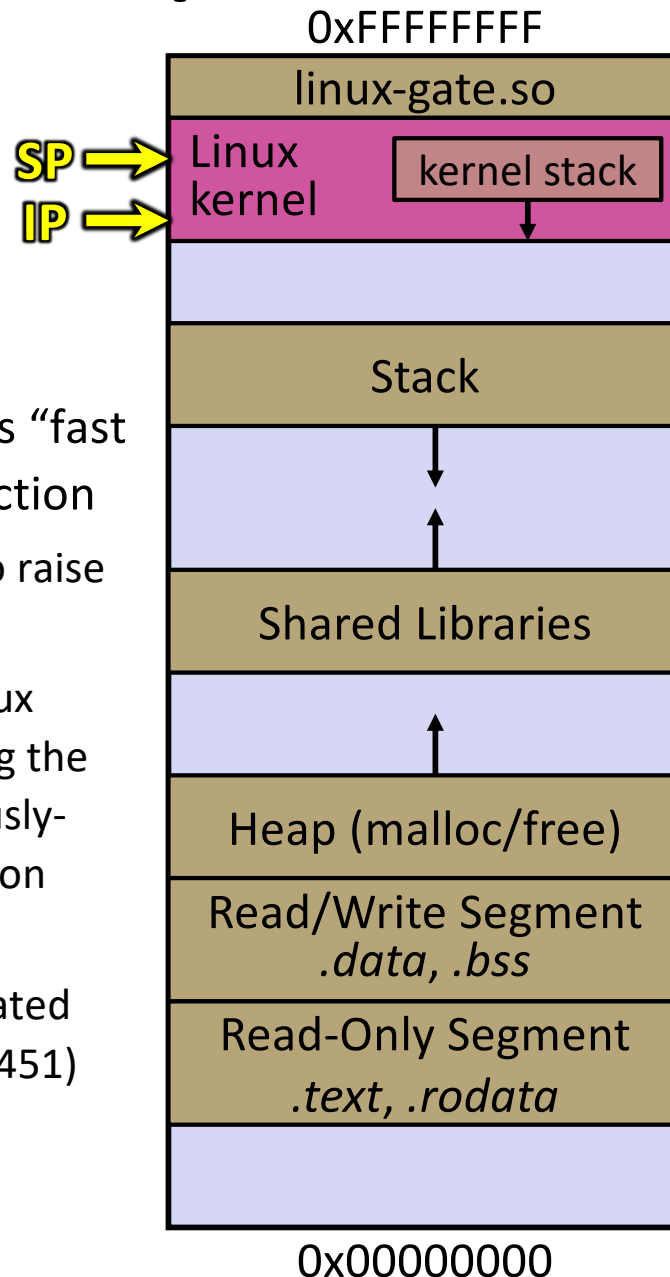 0xFFFFFFFF
linux-gate.so
SP
Linux
kernel
kernel stack
IP
Stack
s “fast
ction
o raise
Shared Libraries
ux
g the
usly-
on
Heap (malloc/free)
Read/Write Segment
.data, .bss
ated
451)
Read-Only Segment
.text, .rodata
0x00000000